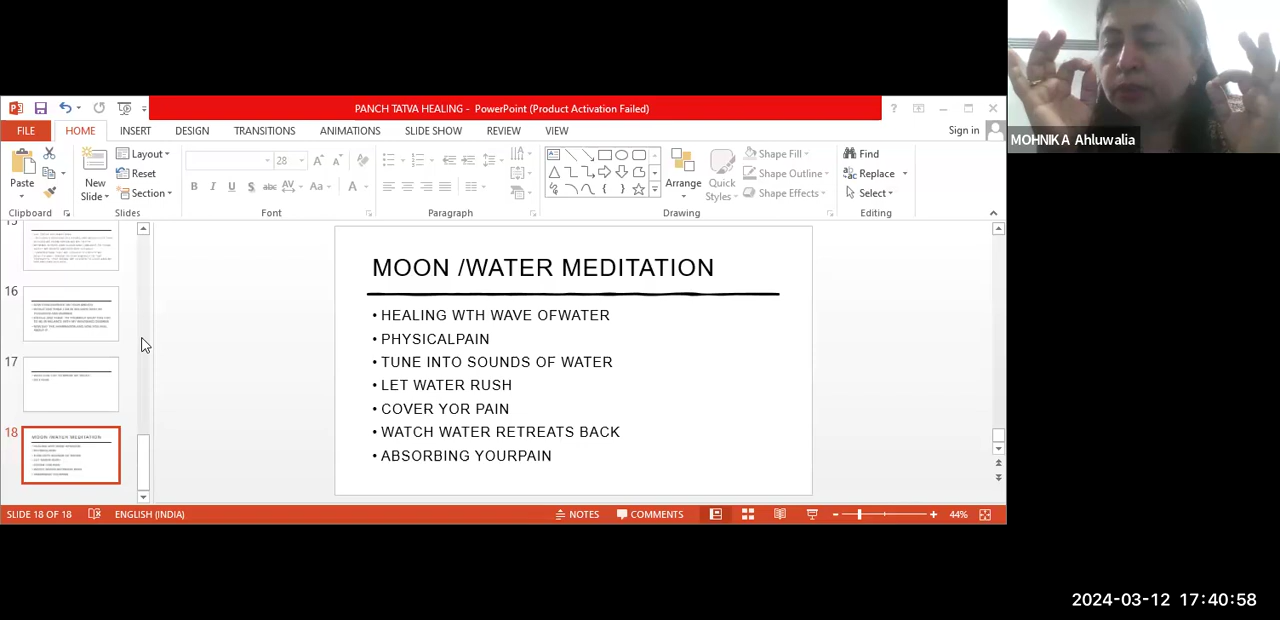 PANCH TATVA HEALING - PowerPoint (Product Activation Failed)
FILE HOME INSERT DESIGN TRANSITIONS ANIMATIONS SLIDE SHOW REVIEW VIEW Sign in
Paste New Slide Layout Reset Section 28 Arrange Quick Styles Shape Fill Shape Outline Shape Effects Find Replace Select
Clipboard Slides Font Paragraph Drawing Editing
15
16
17
18
MOON /WATER MEDITATION
• HEALING WTH WAVE OFWATER
• PHYSICALPAIN
• TUNE INTO SOUNDS OF WATER
• LET WATER RUSH
• COVER YOR PAIN
• WATCH WATER RETREATS BACK
• ABSORBING YOURPAIN
SLIDE 18 OF 18 ENGLISH (INDIA) NOTES COMMENTS 44%
MOHNIKA Ahluwalia
2024-03-12 17:40:58